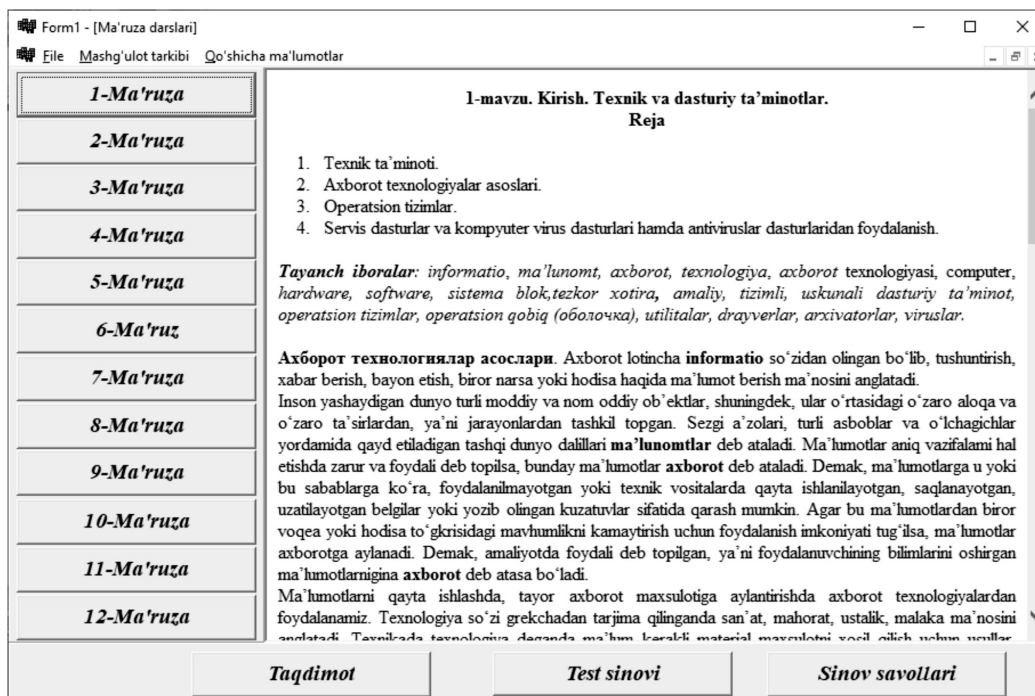 Form1 - [Ma'ruza darslari]
File Mashg'ulot tarkibi Qo'shicha ma'lumotlar
1-Ma'ruza
2-Ma'ruza
3-Ma'ruza
4-Ma'ruza
5-Ma'ruza
6-Ma'ruz
7-Ma'ruza
8-Ma'ruza
9-Ma'ruza
10-Ma'ruza
11-Ma'ruza
12-Ma'ruza
1-mavzu. Kirish. Texnik va dasturiy ta’minotlar.
Reja
1. Texnik ta’minoti.
2. Axborot texnologiyalar asoslari.
3. Operatsion tizimlar.
4. Servis dasturlar va kompyuter virus dasturlari hamda antiviruslar dasturlaridan foydalanish.
Tayanch iboralar: informatio, ma’lunomt, axborot, texnologiya, axborot texnologiyasi, computer,
hardware, software, sistema blok,tezkor xotira, amaliy, tizimli, uskunali dasturiy ta’minot,
operatsion tizimlar, operatsion qobiq (оболочка), utilitalar, drayverlar, arxivatorlar, viruslar.
Ахборот технологиялар асослари. Axborot lotincha informatio so‘zidan olingan bo‘lib, tushuntirish,
xabar berish, bayon etish, biror narsa yoki hodisa haqida ma’lumot berish ma’nosini anglatadi.
Inson yashaydigan dunyo turli moddiy va nom oddiy ob’ektlar, shuningdek, ular o‘rtasidagi o‘zaro aloqa va
o‘zaro ta’sirlardan, ya’ni jarayonlardan tashkil topgan. Sezgi a’zolari, turli asboblar va o‘lchagichlar
yordamida qayd etiladigan tashqi dunyo dalillari ma’lunomtlar deb ataladi. Ma’lumotlar aniq vazifalami hal
etishda zarur va foydali deb topilsa, bunday ma’lumotlar axborot deb ataladi. Demak, ma’lumotlarga u yoki
bu sabablarga ko‘ra, foydalanilmayotgan yoki texnik vositalarda qayta ishlanilayotgan, saqlanayotgan,
uzatilayotgan belgilar yoki yozib olingan kuzatuvlar sifatida qarash mumkin. Agar bu ma’lumotlardan biror
voqea yoki hodisa to‘gkrisidagi mavhumlikni kamaytirish uchun foydalanish imkoniyati tug‘ilsa, ma’lumotlar
axborotga aylanadi. Demak, amaliyotda foydali deb topilgan, ya’ni foydalanuvchining bilimlarini oshirgan
ma’lumotlarnigina axborot deb atasa bo‘ladi.
Ma’lumotlarni qayta ishlashda, tayor axborot maxsulotiga aylantirishda axborot texnologiyalardan
foydalanamiz. Texnologiya so‘zi grekchadan tarjima qilinganda san’at, mahorat, ustalik, malaka ma’nosini
anglatadi. Texnikada texnologiya deganda ma’lum kerakli material maxsulotni xosil qilish uchun usullar,
Taqdimot
Test sinovi
Sinov savollari